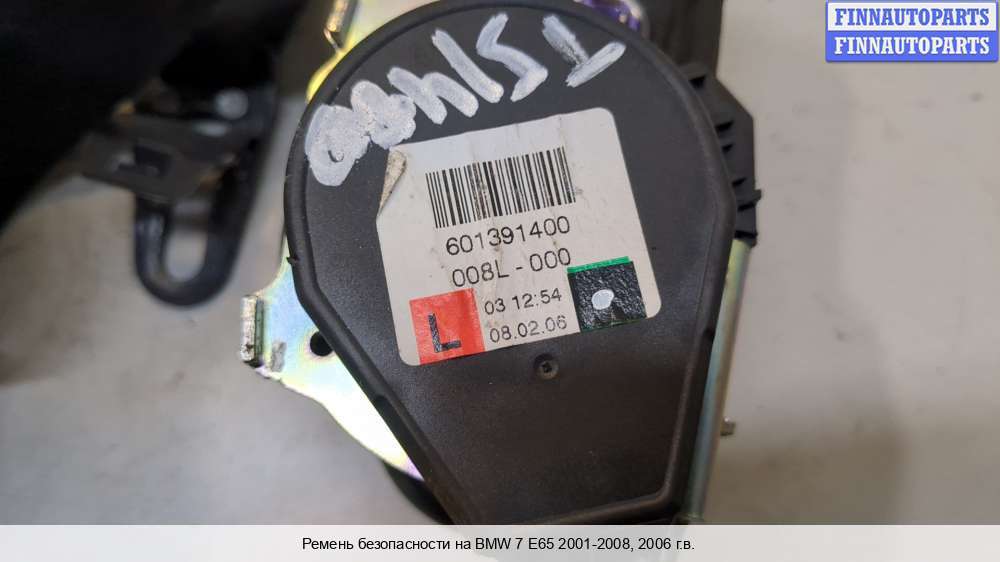 FINNAUTOPARTS
FINNAUTOPARTS
T51400
601391400
008L-000
03 12:54
08.02.06
L
Ремень безопасности на BMW 7 E65 2001-2008, 2006 г.в.